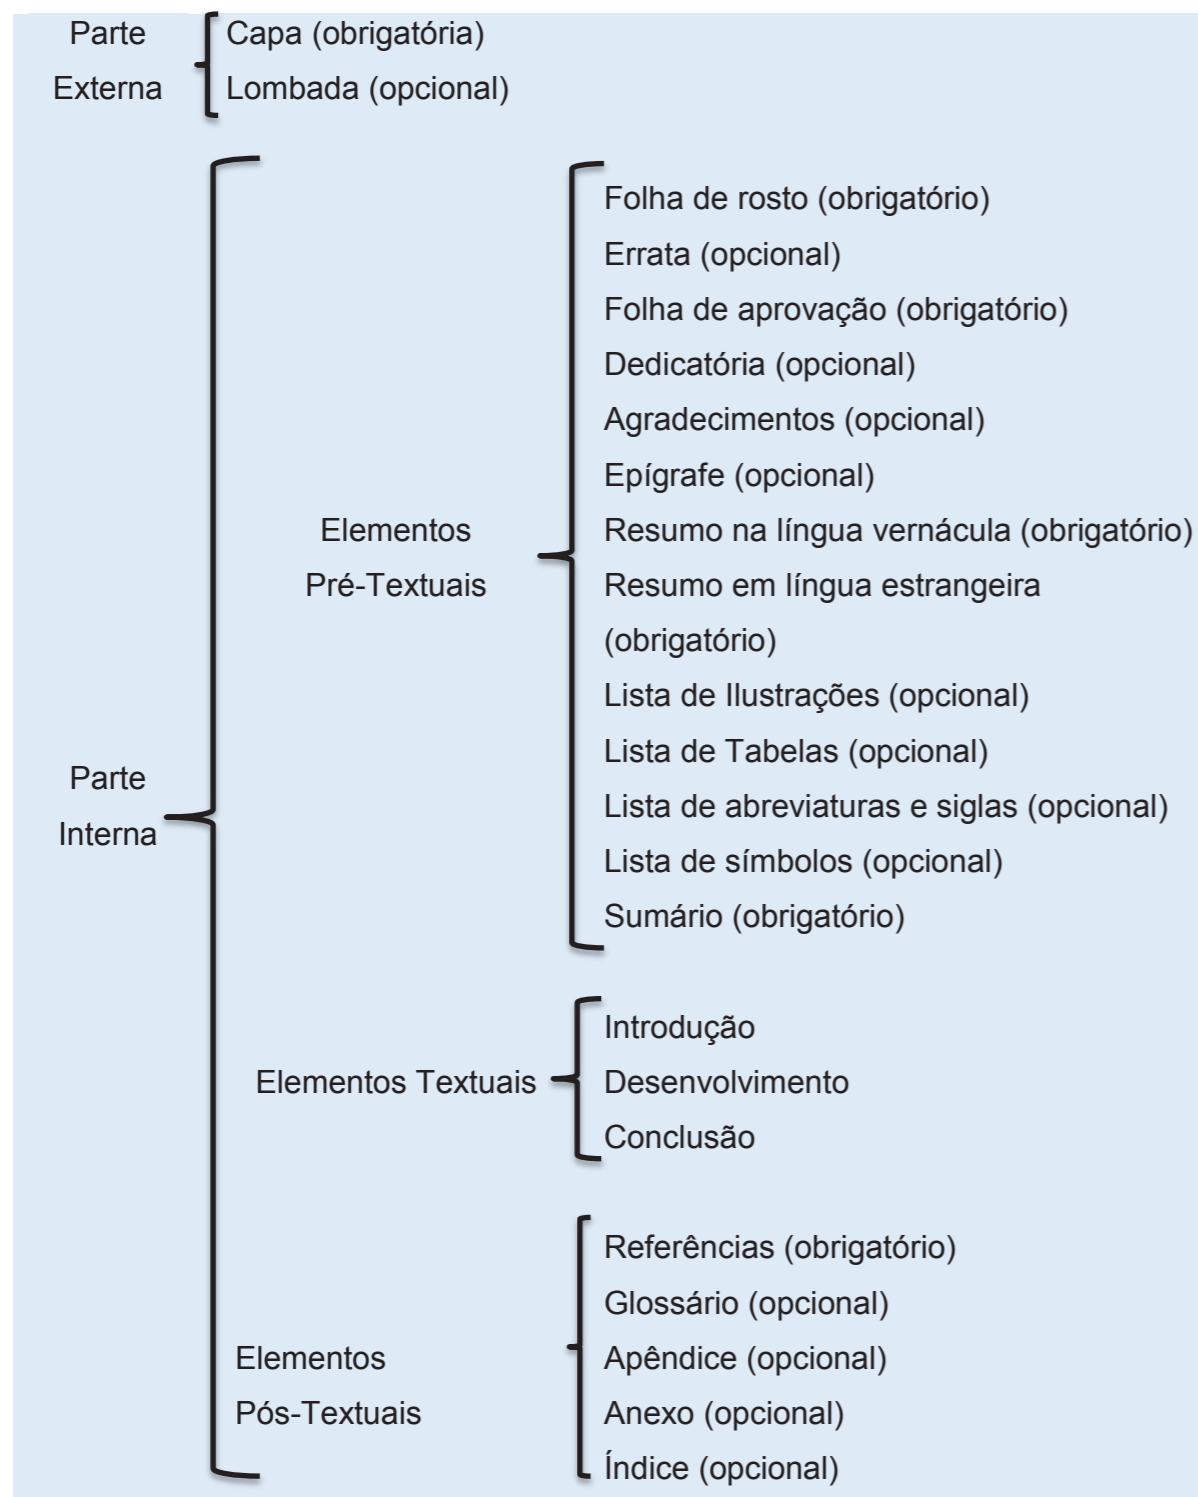 Parte
Externa
Capa (obrigatória)
Lombada (opcional)
Parte
Interna
Elementos
Pré-Textuais
Folha de rosto (obrigatório)
Errata (opcional)
Folha de aprovação (obrigatório)
Dedicatória (opcional)
Agradecimentos (opcional)
Epígrafe (opcional)
Resumo na língua vernácula (obrigatório)
Resumo em língua estrangeira
(obrigatório)
Lista de Ilustrações (opcional)
Lista de Tabelas (opcional)
Lista de abreviaturas e siglas (opcional)
Lista de símbolos (opcional)
Sumário (obrigatório)
Elementos Textuais
Introdução
Desenvolvimento
Conclusão
Elementos
Pós-Textuais
Referências (obrigatório)
Glossário (opcional)
Apêndice (opcional)
Anexo (opcional)
Índice (opcional)